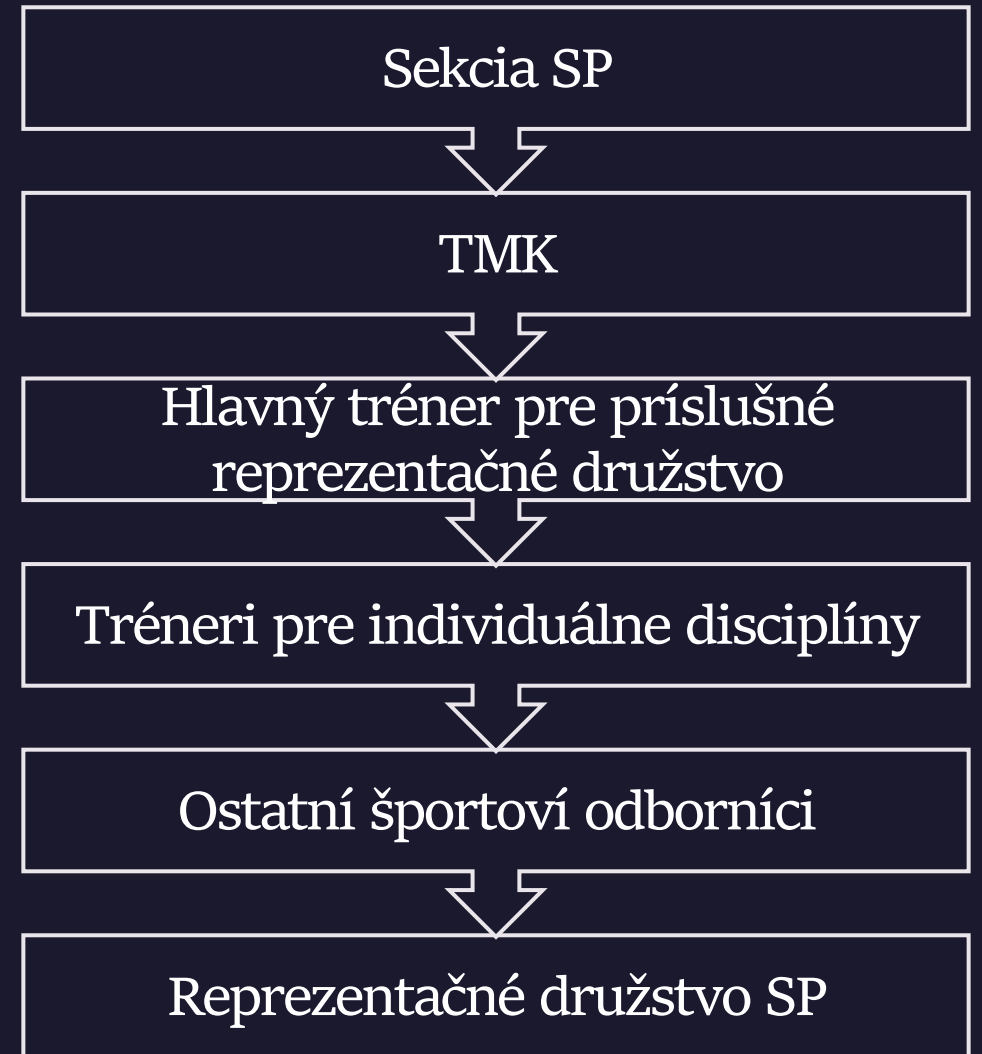 Sekcia SP
TMK
Hlavný tréner pre príslušné
reprezentačné družstvo
Tréneri pre individuálne disciplíny
Ostatní športoví odborníci
Reprezentačné družstvo SP